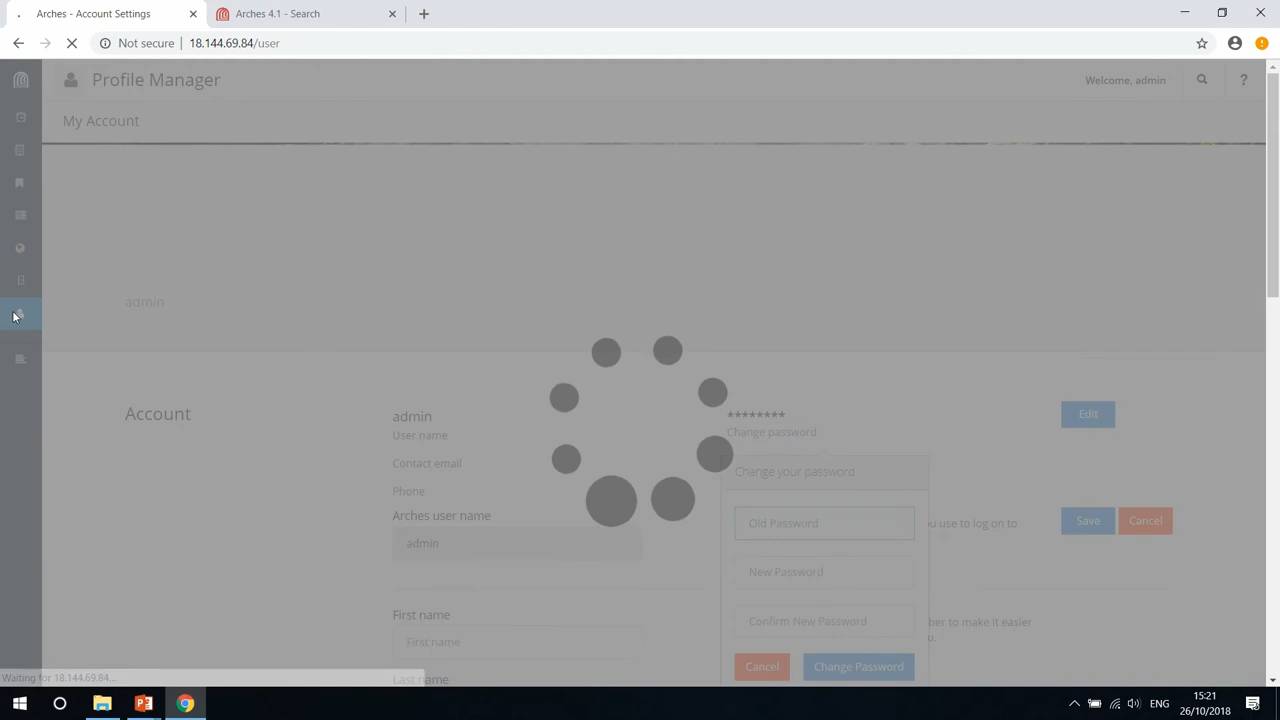 Arches - Account Settings
Arches 4.1 - Search
Not secure
18.144.69.84/user
Profile Manager
Welcome, admin
?
My Account
admin
Account
admin
User name
Contact email
Phone
Arches user name
admin
First name
First name
Last name
********
Change password
Edit
Change your password
Old Password
New Password
Confirm New Password
Cancel
Change Password
ou use to log on to
Save
Cancel
ber to make it easier
u.
Waiting for 18.144.69.84...
ENG
15:21
26/10/2018